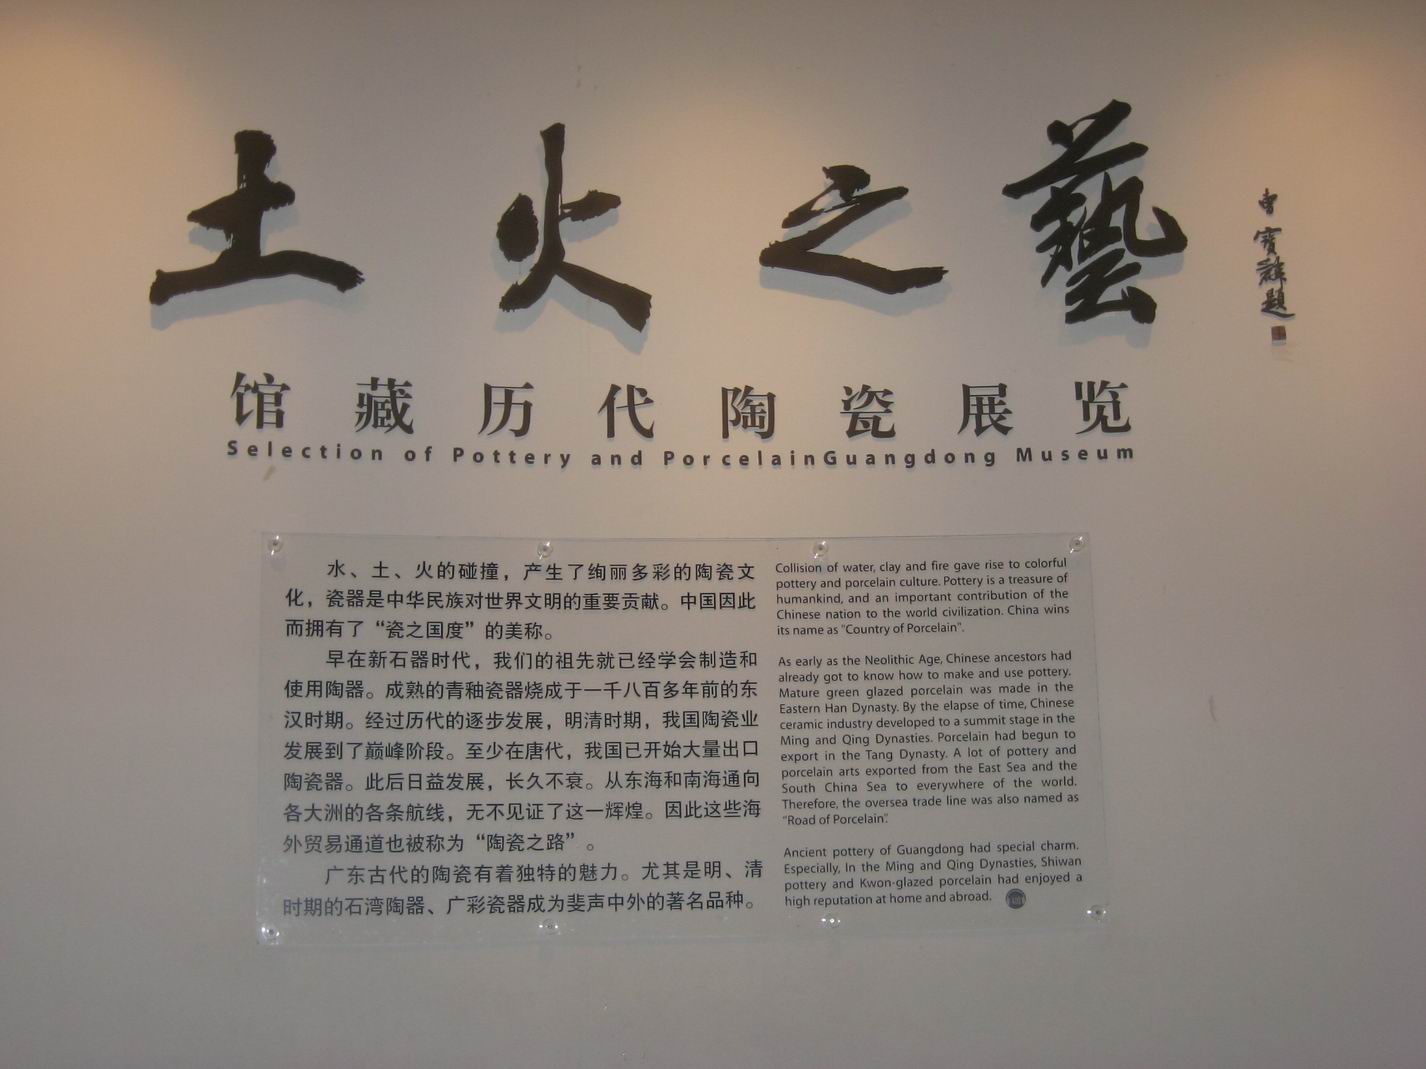 土火之藝
曾寶[?]題
馆藏历代陶瓷展览
Selection of Pottery and PorcelainGuangdong Museum
水、土、火的碰撞，产生了绚丽多彩的陶瓷文
化，瓷器是中华民族对世界文明的重要贡献。中国因此
而拥有了“瓷之国度”的美称。
早在新石器时代，我们的祖先就已经学会制造和
使用陶器。成熟的青釉瓷器烧成于一千八百多年前的东
汉时期。经过历代的逐步发展，明清时期，我国陶瓷业
发展到了巅峰阶段。至少在唐代，我国已开始大量出口
陶瓷器。此后日益发展，长久不衰。从东海和南海通向
各大洲的各条航线，无不见证了这一辉煌。因此这些海
外贸易通道也被称为“陶瓷之路”。
广东古代的陶瓷有着独特的魅力。尤其是明、清
时期的石湾陶器、广彩瓷器成为斐声中外的著名品种。
Collision of water, clay and fire gave rise to colorful
pottery and porcelain culture. Pottery is a treasure of
humankind, and an important contribution of the
Chinese nation to the world civilization. China wins
its name as "Country of Porcelain".
As early as the Neolithic Age, Chinese ancestors had
already got to know how to make and use pottery.
Mature green glazed porcelain was made in the
Eastern Han Dynasty. By the elapse of time, Chinese
ceramic industry developed to a summit stage in the
Ming and Qing Dynasties. Porcelain had begun to
export in the Tang Dynasty. A lot of pottery and
porcelain arts exported from the East Sea and the
South China Sea to everywhere of the world.
Therefore, the oversea trade line was also named as
"Road of Porcelain".
Ancient pottery of Guangdong had special charm.
Especially, In the Ming and Qing Dynasties, Shiwan
pottery and Kwon-glazed porcelain had enjoyed a
high reputation at home and abroad.